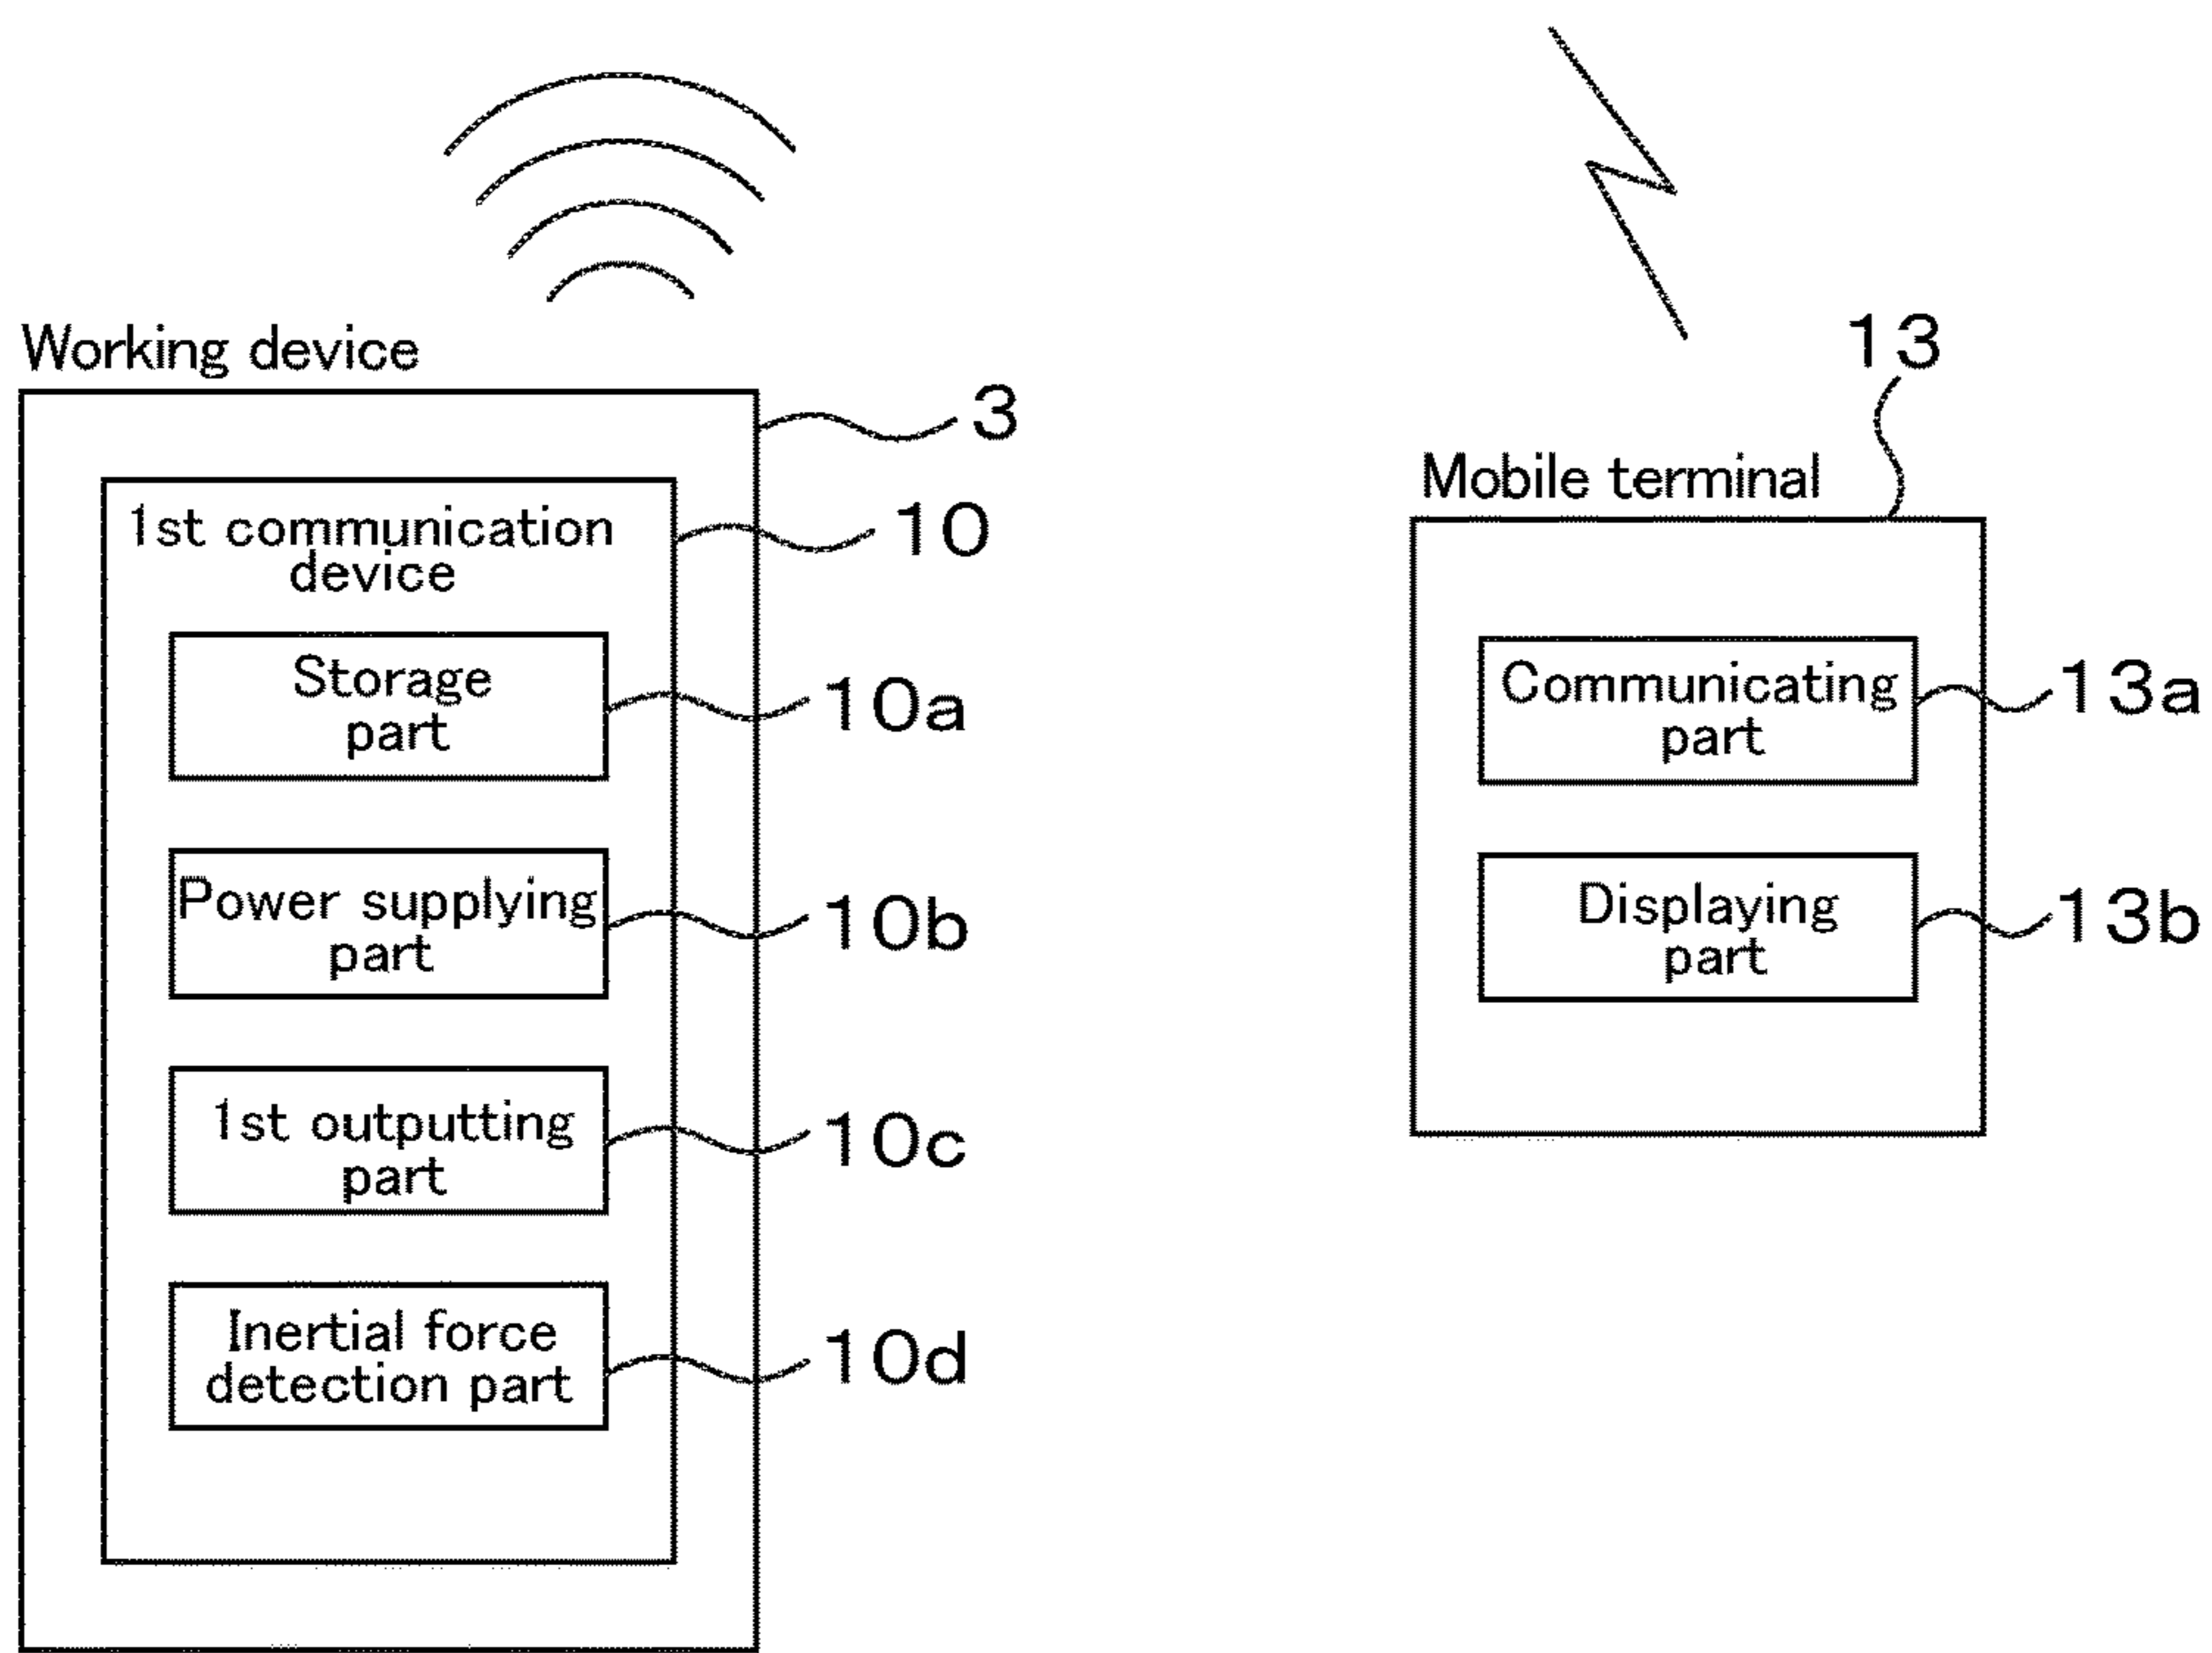 Working device
3
1st communication
device
10
Storage
part
10a
Power supplying
part
10b
1st outputting
part
10c
Inertial force
detection part
10d
13
Mobile terminal
Communicating
part
13a
Displaying
part
13b